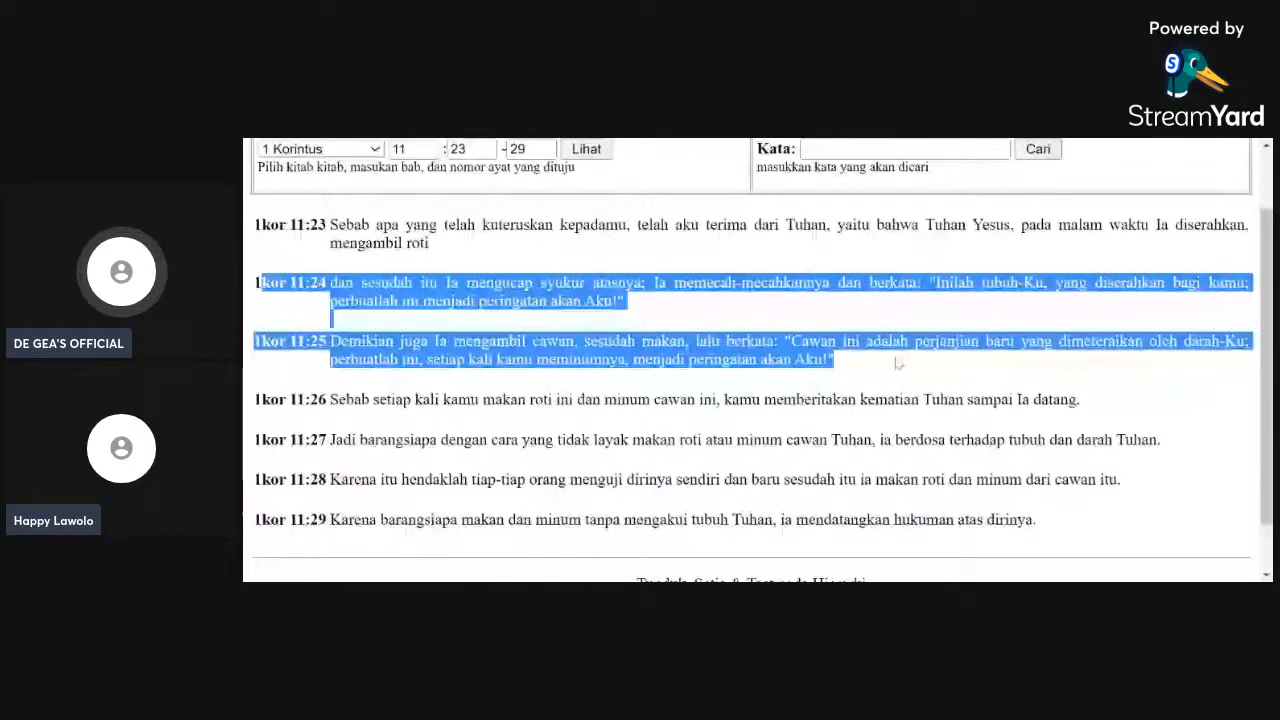 Powered by
StreamYard
1 Korintus 11 : 23 - 29 Lihat
Pilih kitab kitab, masukan bab, dan nomor ayat yang dituju
Kata: Cari
masukkan kata yang akan dicari
1kor 11:23 Sebab apa yang telah kuteruskan kepadamu, telah aku terima dari Tuhan, yaitu bahwa Tuhan Yesus, pada malam waktu Ia diserahkan,
mengambil roti
1kor 11:24 dan sesudah itu Ia mengucap syukur atasnya; Ia memecah-mecahkannya dan berkata: "Inilah tubuh-Ku, yang diserahkan bagi kamu;
perbuatlah ini menjadi peringatan akan Aku!"
1kor 11:25 Demikian juga Ia mengambil cawan, sesudah makan, lalu berkata: "Cawan ini adalah perjanjian baru yang dimeteraikan oleh darah-Ku;
perbuatlah ini, setiap kali kamu meminumnya, menjadi peringatan akan Aku!"
1kor 11:26 Sebab setiap kali kamu makan roti ini dan minum cawan ini, kamu memberitakan kematian Tuhan sampai Ia datang.
1kor 11:27 Jadi barangsiapa dengan cara yang tidak layak makan roti atau minum cawan Tuhan, ia berdosa terhadap tubuh dan darah Tuhan.
1kor 11:28 Karena itu hendaklah tiap-tiap orang menguji dirinya sendiri dan baru sesudah itu ia makan roti dan minum dari cawan itu.
1kor 11:29 Karena barangsiapa makan dan minum tanpa mengakui tubuh Tuhan, ia mendatangkan hukuman atas dirinya.
DE GEA'S OFFICIAL
Happy Lawolo